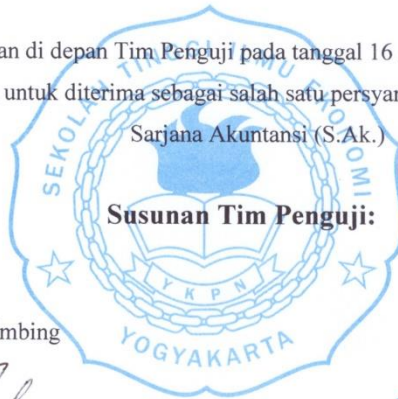 an di depan Tim Penguji pada tanggal 16
untuk diterima sebagai salah satu persyar
Sarjana Akuntansi (S.Ak.)
SEKOLAH TINGGI ILMU EKONOMI
Susunan Tim Penguji:
YKPN
YOGYAKARTA
mbing